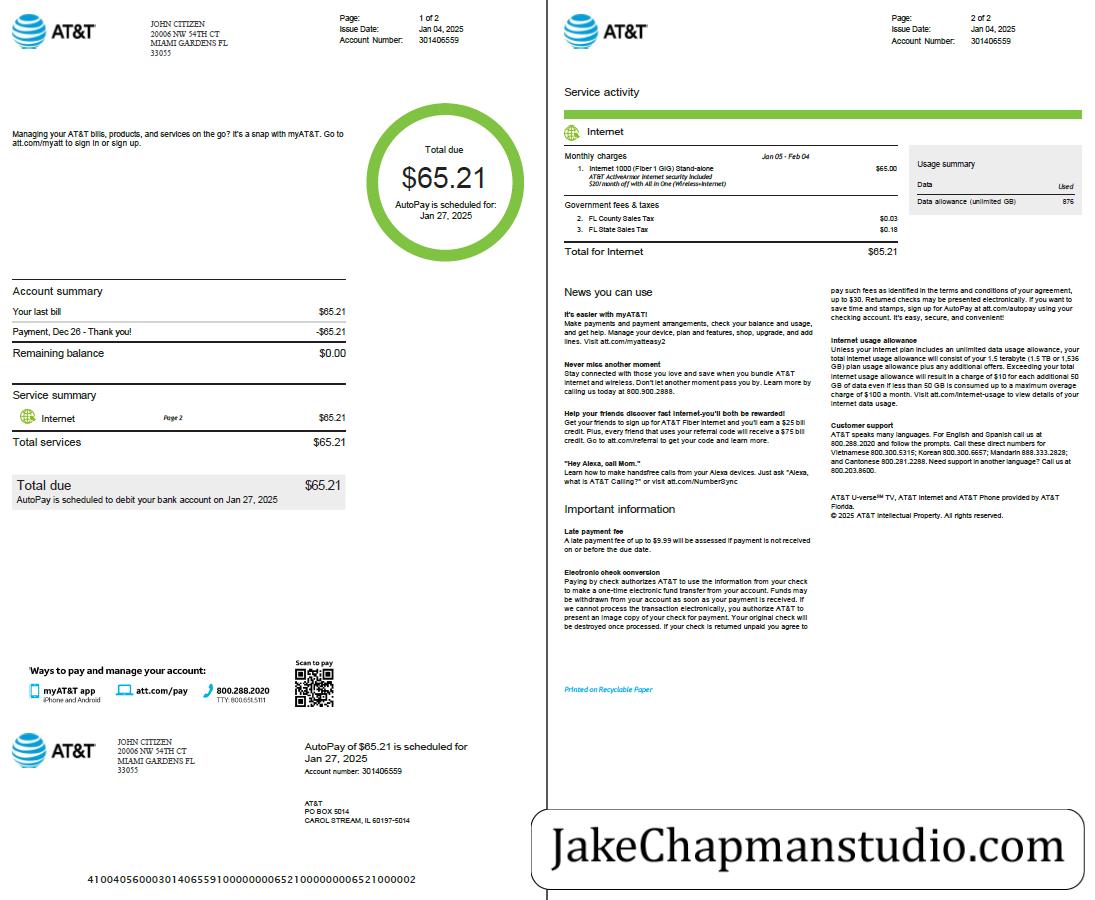 AT&T
JOHN CITIZEN
20006 NW 54TH CT
MIAMI GARDENS FL
33055
Page: 1 of 2
Issue Date: Jan 04, 2025
Account Number: 301406559
Managing your AT&T bills, products, and services on the go? It's a snap with myAT&T. Go to
att.com/myatt to sign in or sign up.
Total due
$65.21
AutoPay is scheduled for:
Jan 27, 2025
Account summary
Your last bill $65.21
Payment, Dec 26 - Thank you! -$65.21
Remaining balance $0.00
Service summary
Internet Page 2 $65.21
Total services $65.21
Total due $65.21
AutoPay is scheduled to debit your bank account on Jan 27, 2025
Ways to pay and manage your account:
myAT&T app
iPhone and Android
att.com/pay
800.288.2020
TTY: 800.651.5111
Scan to pay
AT&T
JOHN CITIZEN
20006 NW 54TH CT
MIAMI GARDENS FL
33055
AutoPay of $65.21 is scheduled for
Jan 27, 2025
Account number: 301406559
AT&T
PO BOX 5014
CAROL STREAM, IL 60197-5014
410040560003014065591000000006521000000006521000002
AT&T
Page: 2 of 2
Issue Date: Jan 04, 2025
Account Number: 301406559
Service activity
Internet
Monthly charges Jan 05 - Feb 04
1. Internet 1000 (Fiber 1 GIG) Stand-alone $65.00
AT&T ActiveArmor Internet security Included
$20/month off with All in One (Wireless+Internet)
Government fees & taxes
2. FL County Sales Tax $0.03
3. FL State Sales Tax $0.18
Total for Internet $65.21
Usage summary
Data Used
Data allowance (unlimited GB) 876
News you can use
It's easier with myAT&T!
Make payments and payment arrangements, check your balance and usage,
and get help. Manage your device, plan and features, shop, upgrade, and add
lines. Visit att.com/myatteasy2
Never miss another moment
Stay connected with those you love and save when you bundle AT&T
Internet and wireless. Don't let another moment pass you by. Learn more by
calling us today at 800.900.2888.
Help your friends discover fast internet-you'll both be rewarded!
Get your friends to sign up for AT&T Fiber Internet and you'll earn a $25 bill
credit. Plus, every friend that uses your referral code will receive a $75 bill
credit. Go to att.com/referral to get your code and learn more.
"Hey Alexa, call Mom."
Learn how to make handsfree calls from your Alexa devices. Just ask "Alexa,
what is AT&T Calling?" or visit att.com/NumberSync
Important information
Late payment fee
A late payment fee of up to $9.99 will be assessed if payment is not received
on or before the due date.
Electronic check conversion
Paying by check authorizes AT&T to use the information from your check
to make a one-time electronic fund transfer from your account. Funds may
be withdrawn from your account as soon as your payment is received. If
we cannot process the transaction electronically, you authorize AT&T to
present an image copy of your check for payment. Your original check will
be destroyed once processed. If your check is returned unpaid you agree to
pay such fees as identified in the terms and conditions of your agreement,
up to $30. Returned checks may be presented electronically. If you want to
save time and stamps, sign up for AutoPay at att.com/autopay using your
checking account. It's easy, secure, and convenient!
Internet usage allowance
Unless your Internet plan includes an unlimited data usage allowance, your
total Internet usage allowance will consist of your 1.5 terabyte (1.5 TB or 1,536
GB) plan usage allowance plus any additional offers. Exceeding your total
Internet usage allowance will result in a charge of $10 for each additional 50
GB of data even if less than 50 GB is consumed up to a maximum overage
charge of $100 a month. Visit att.com/internet-usage to view details of your
Internet data usage.
Customer support
AT&T speaks many languages. For English and Spanish call us at
800.288.2020 and follow the prompts. Call these direct numbers for
Vietnamese 800.300.5315; Korean 800.300.6657; Mandarin 888.333.2828;
and Cantonese 800.281.2288. Need support in another language? Call us at
800.203.8600.
AT&T U-verse℠ TV, AT&T Internet and AT&T Phone provided by AT&T
Florida.
© 2025 AT&T Intellectual Property. All rights reserved.
Printed on Recyclable Paper
JakeChapmanstudio.com